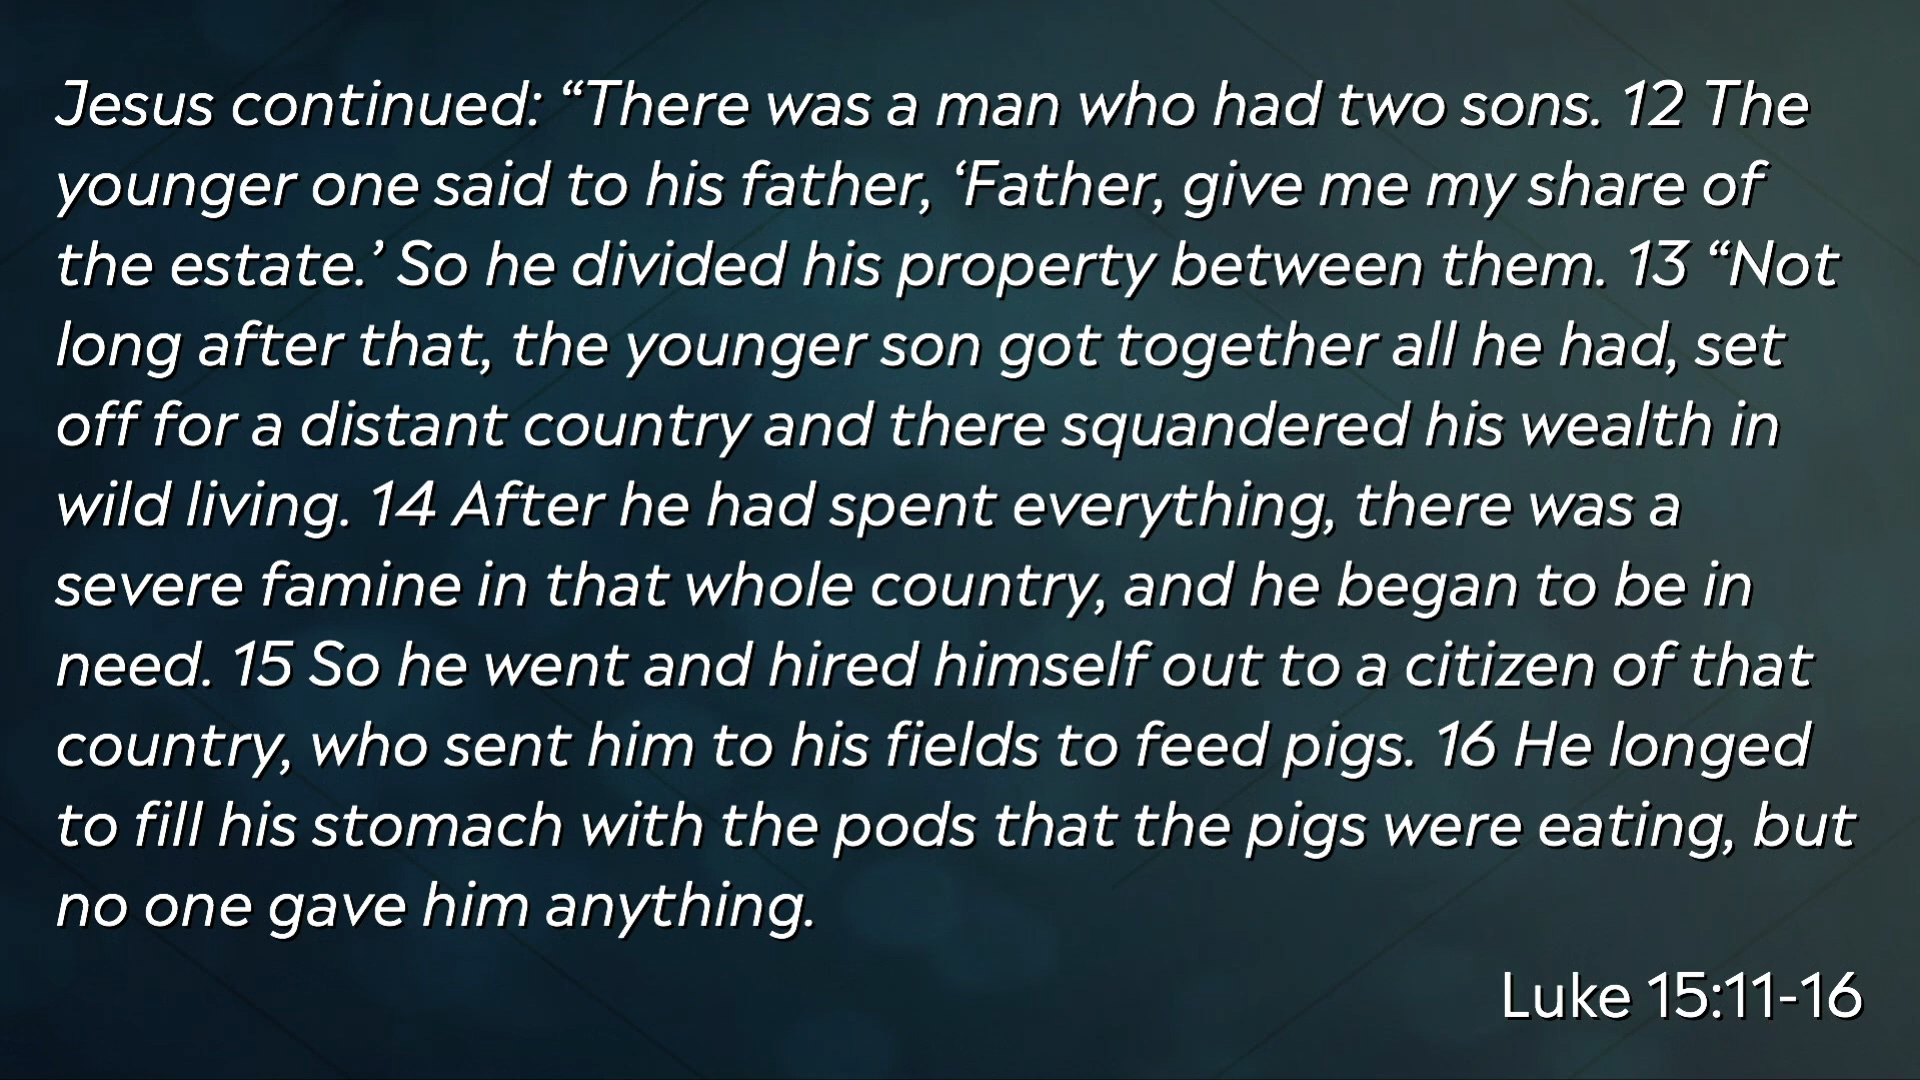 Jesus continued: “There was a man who had two sons. 12 The
younger one said to his father, ‘Father, give me my share of
the estate.’ So he divided his property between them. 13 “Not
long after that, the younger son got together all he had, set
off for a distant country and there squandered his wealth in
wild living. 14 After he had spent everything, there was a
severe famine in that whole country, and he began to be in
need. 15 So he went and hired himself out to a citizen of that
country, who sent him to his fields to feed pigs. 16 He longed
to fill his stomach with the pods that the pigs were eating, but
no one gave him anything.
Luke 15:11-16